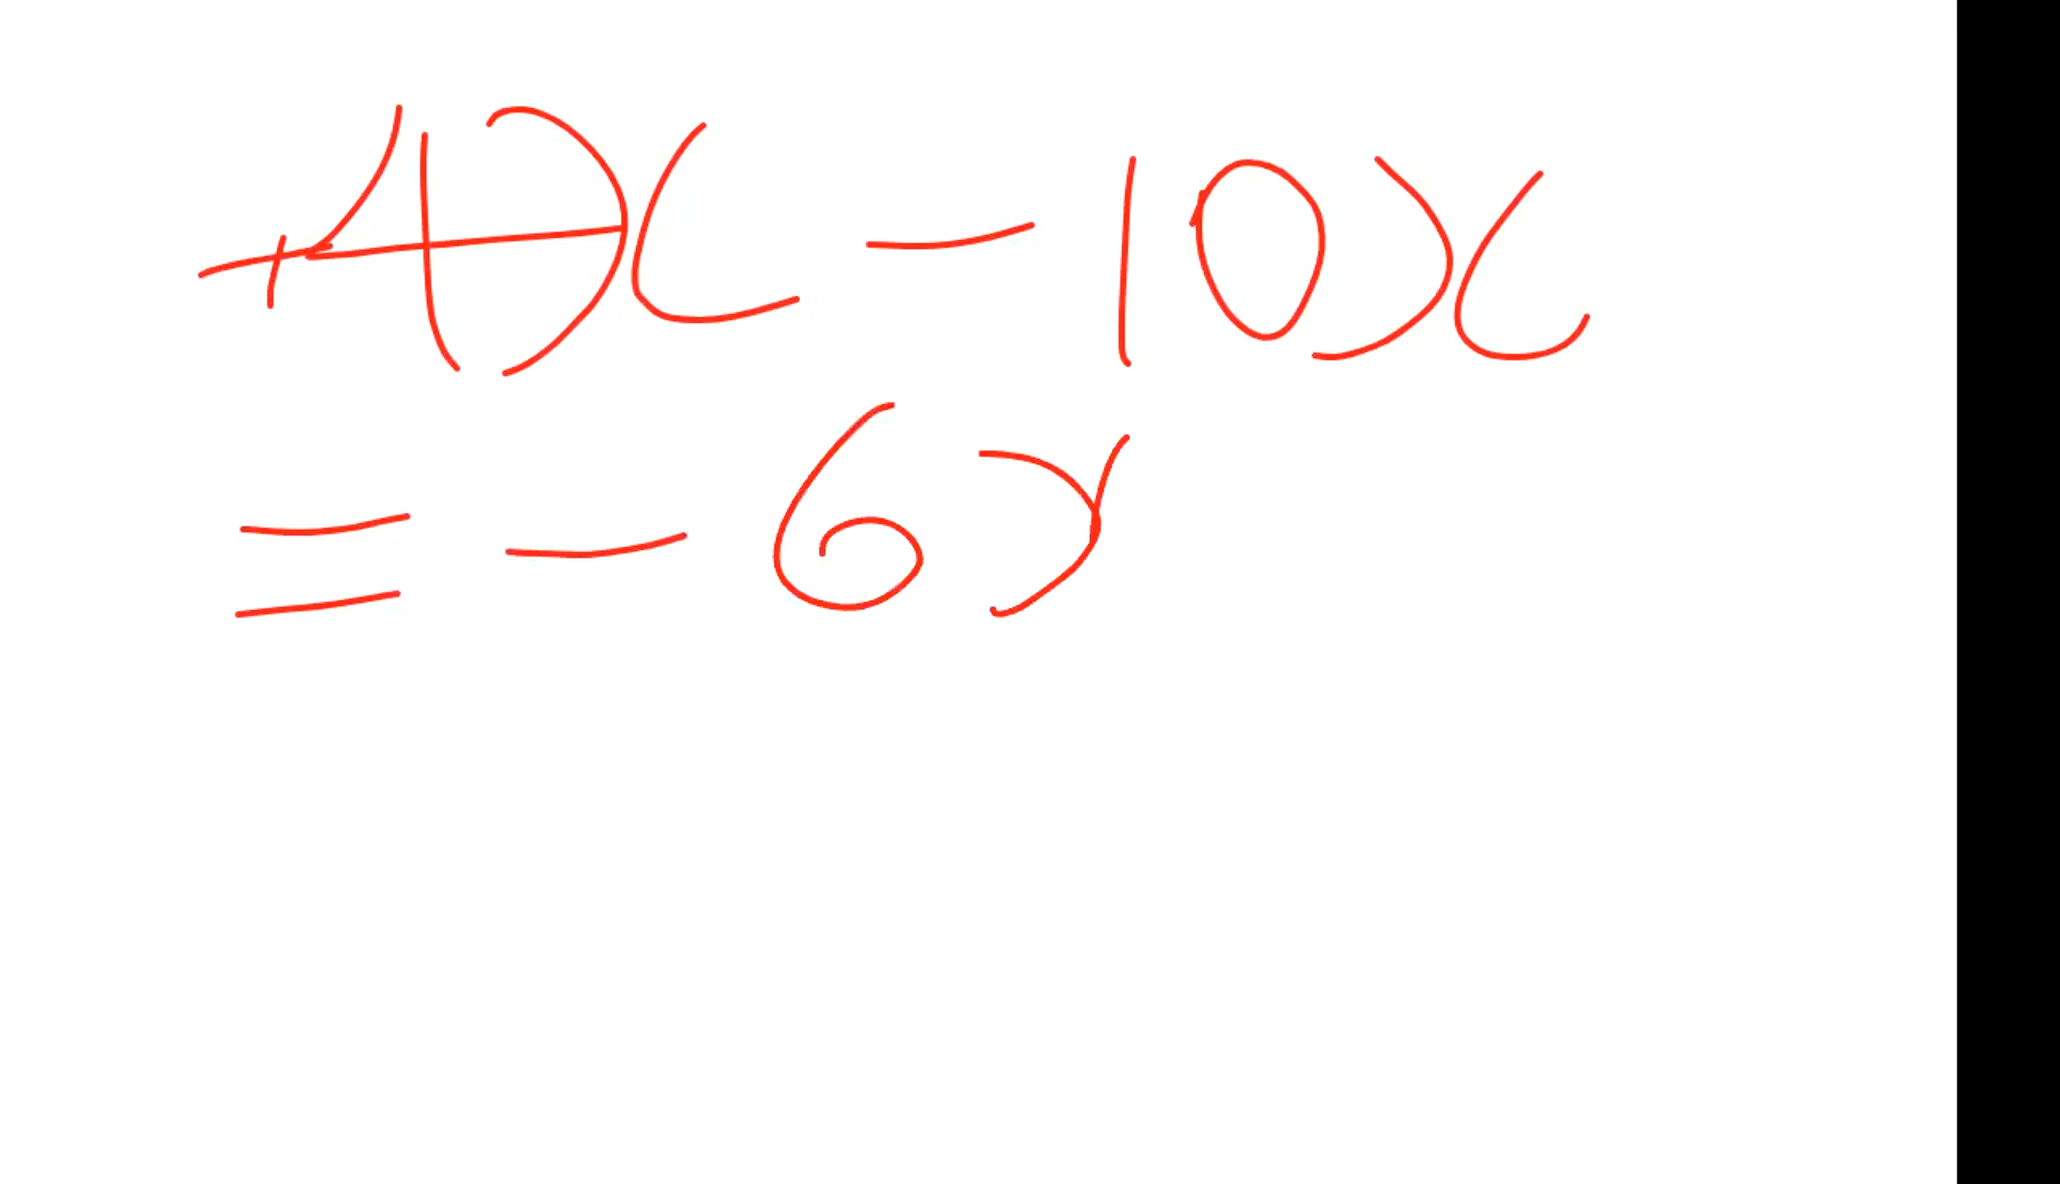 +4x - 10x
= - 6x